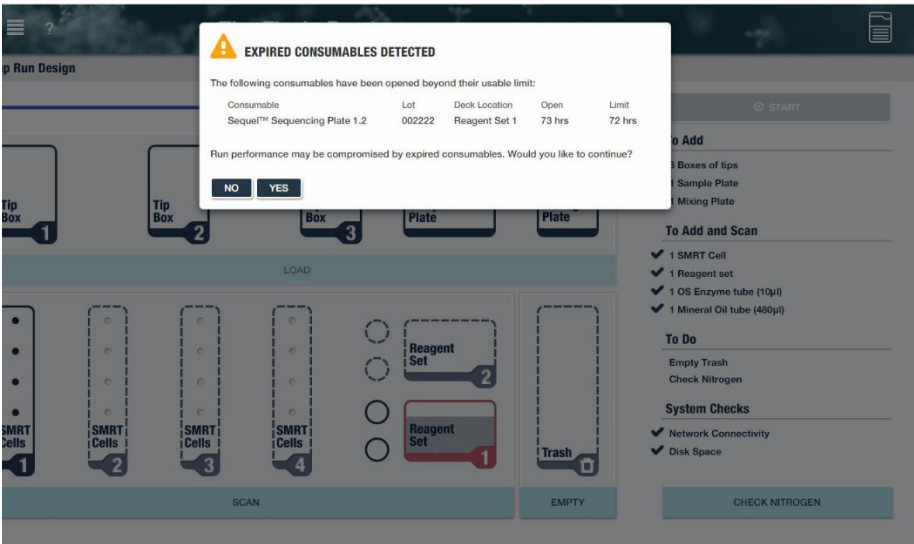 ?
p Run Design
EXPIRED CONSUMABLES DETECTED
The following consumables have been opened beyond their usable limit:
Consumable Lot Deck Location Open Limit
Sequel™ Sequencing Plate 1.2 002222 Reagent Set 1 73 hrs 72 hrs
Run performance may be compromised by expired consumables. Would you like to continue?
NO YES
START
To Add
Boxes of tips
1 Sample Plate
1 Mixing Plate
To Add and Scan
1 SMRT Cell
1 Reagent set
1 OS Enzyme tube (10µl)
1 Mineral Oil tube (480µl)
To Do
Empty Trash
Check Nitrogen
System Checks
Network Connectivity
Disk Space
CHECK NITROGEN
Tip
Box
1
Tip
Box
2
Box
3
Plate
Plate
LOAD
SMRT
Cells
1
SMRT
Cells
2
SMRT
Cells
3
SMRT
Cells
4
Reagent
Set
2
Reagent
Set
1
Trash
SCAN
EMPTY